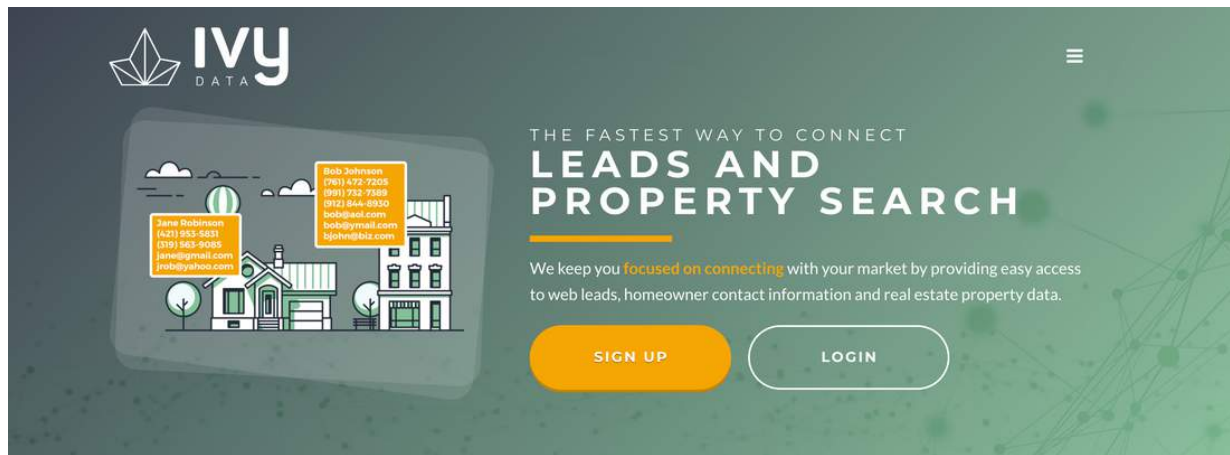 IVY
DATA
THE FASTEST WAY TO CONNECT
LEADS AND
PROPERTY SEARCH
Bob Johnson
(761) 472-7205
(991) 732-7389
(912) 844-8930
bob@aol.com
bob@ymail.com
bjohn@biz.com
Jane Robinson
(421) 953-5831
(319) 563-9085
jane@gmail.com
jrob@yahoo.com
We keep you focused on connecting with your market by providing easy access
to web leads, homeowner contact information and real estate property data.
SIGN UP
LOGIN